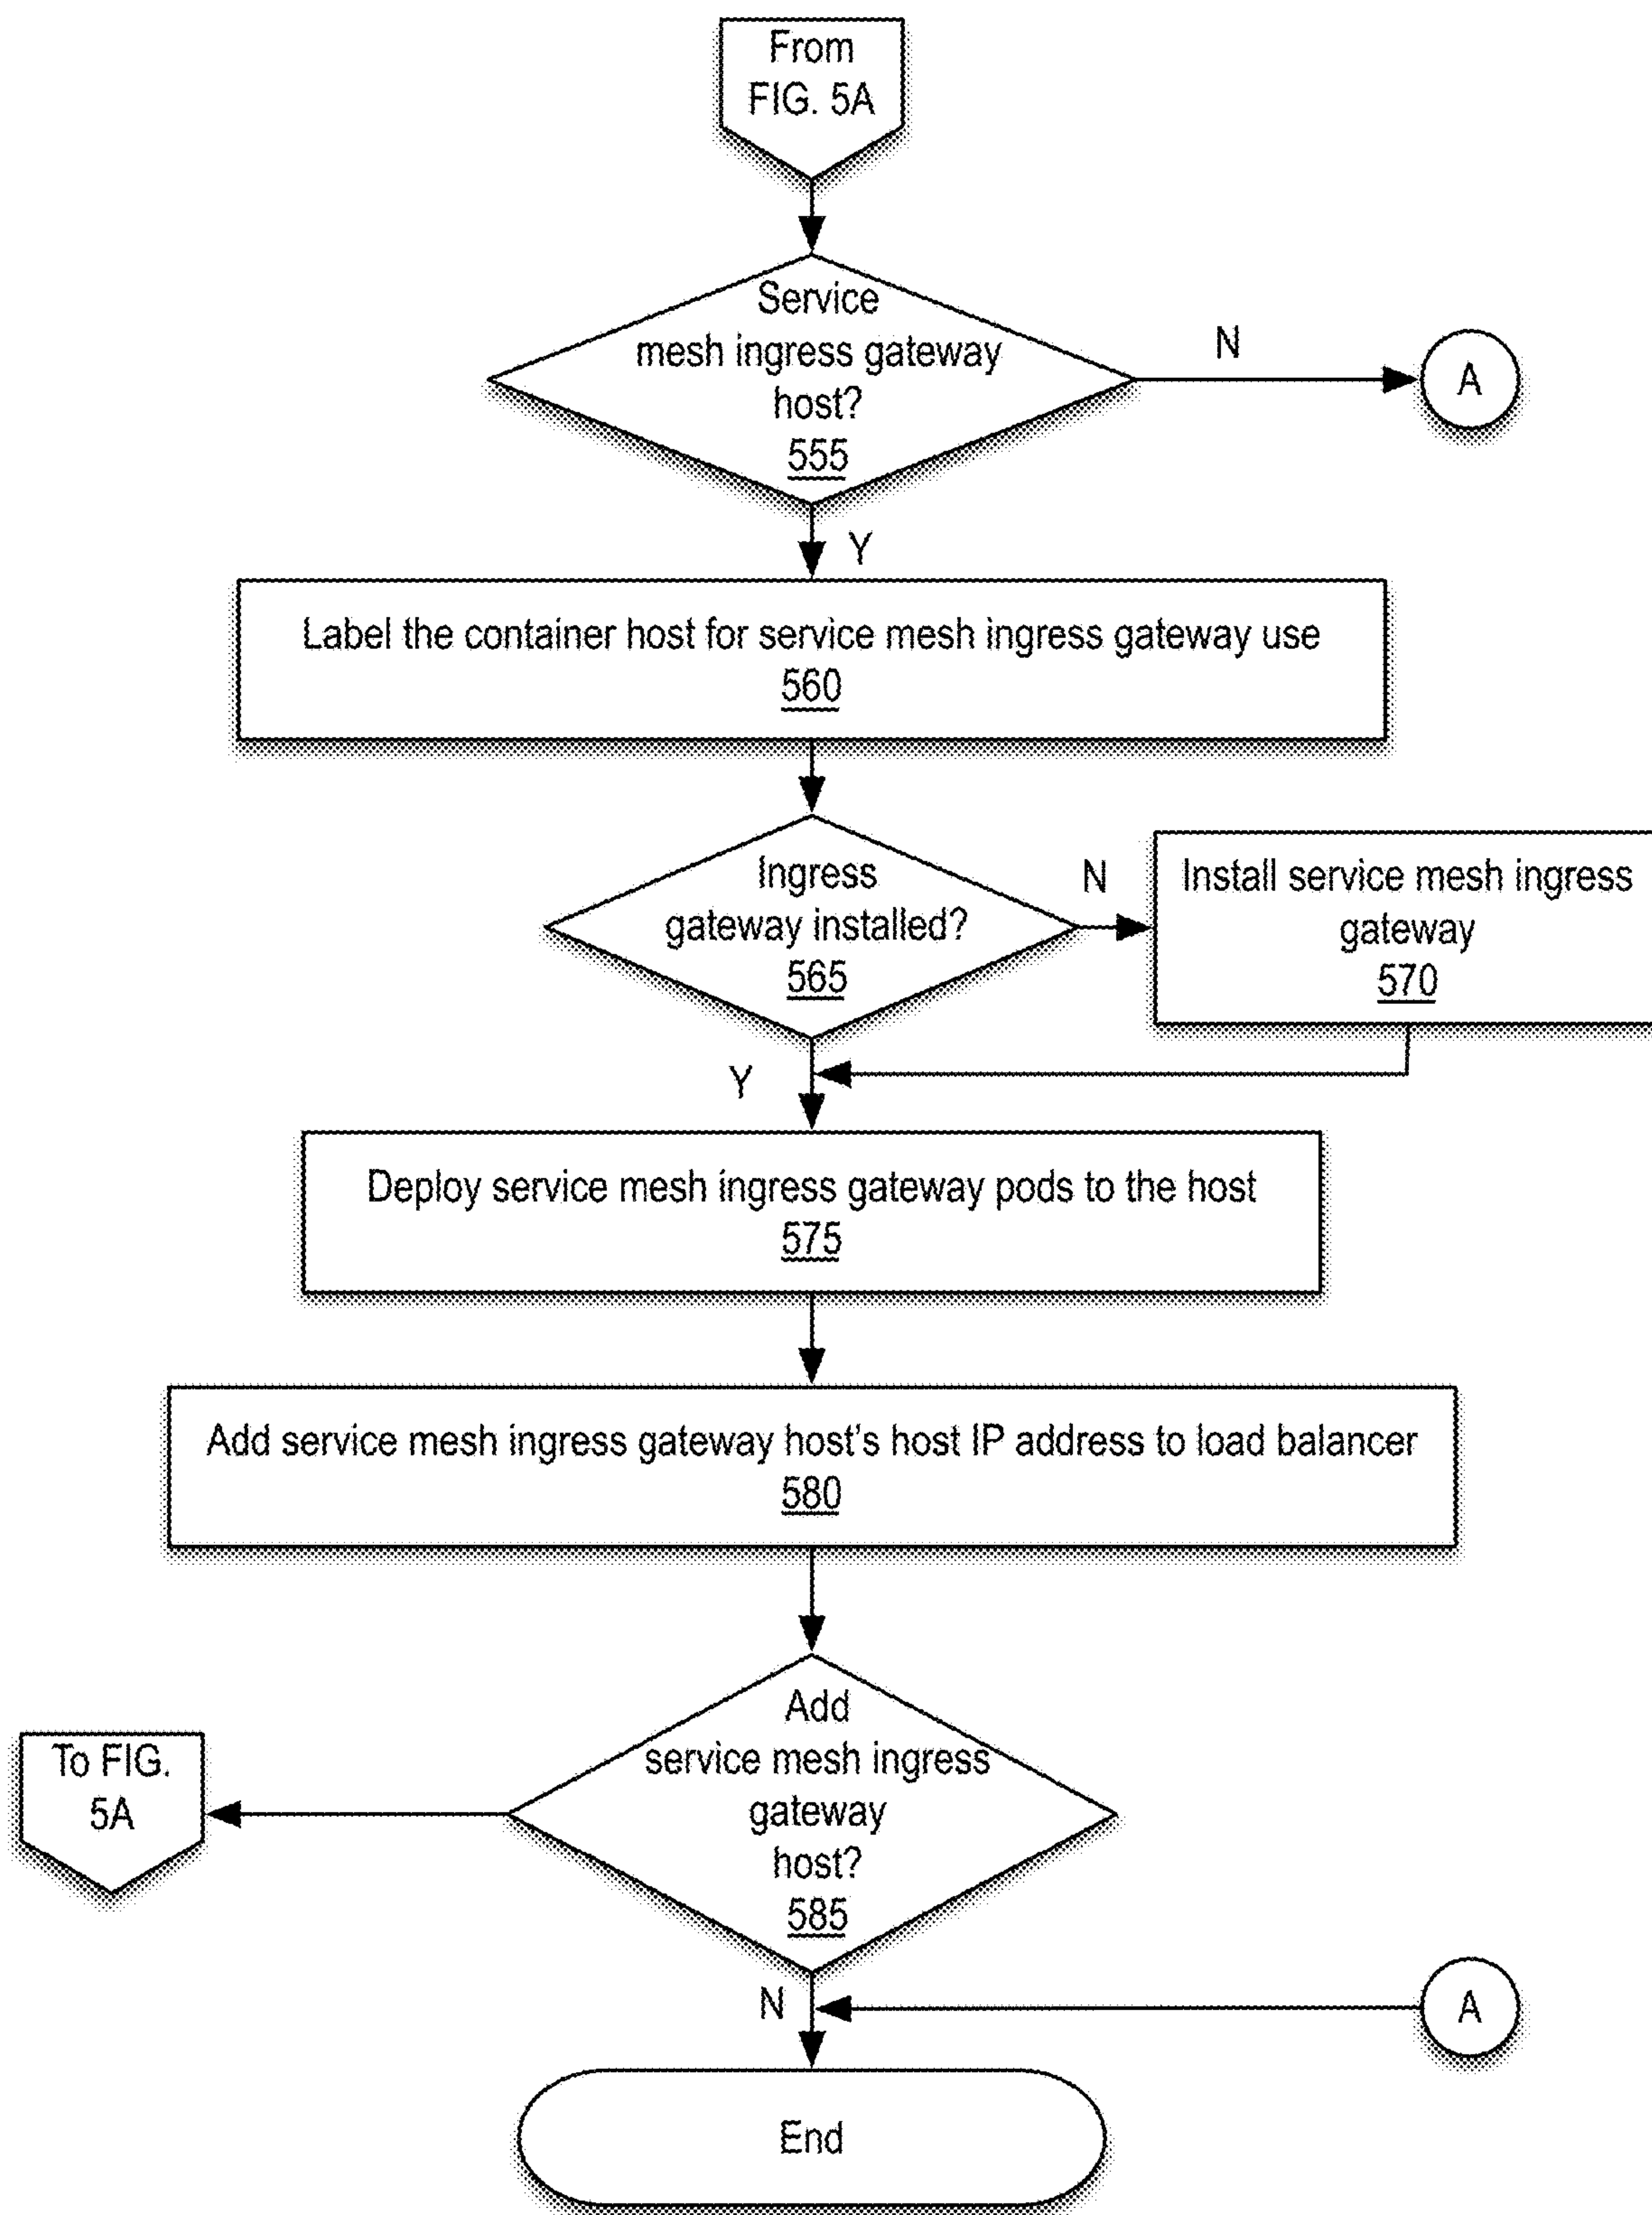 From
FIG. 5A
Service
mesh ingress gateway
host?
555
N
A
Y
Label the container host for service mesh ingress gateway use
560
Ingress
gateway installed?
565
N
Install service mesh ingress
gateway
570
Y
Deploy service mesh ingress gateway pods to the host
575
Add service mesh ingress gateway host's host IP address to load balancer
580
Add
service mesh ingress
gateway
host?
585
To FIG.
5A
N
A
End